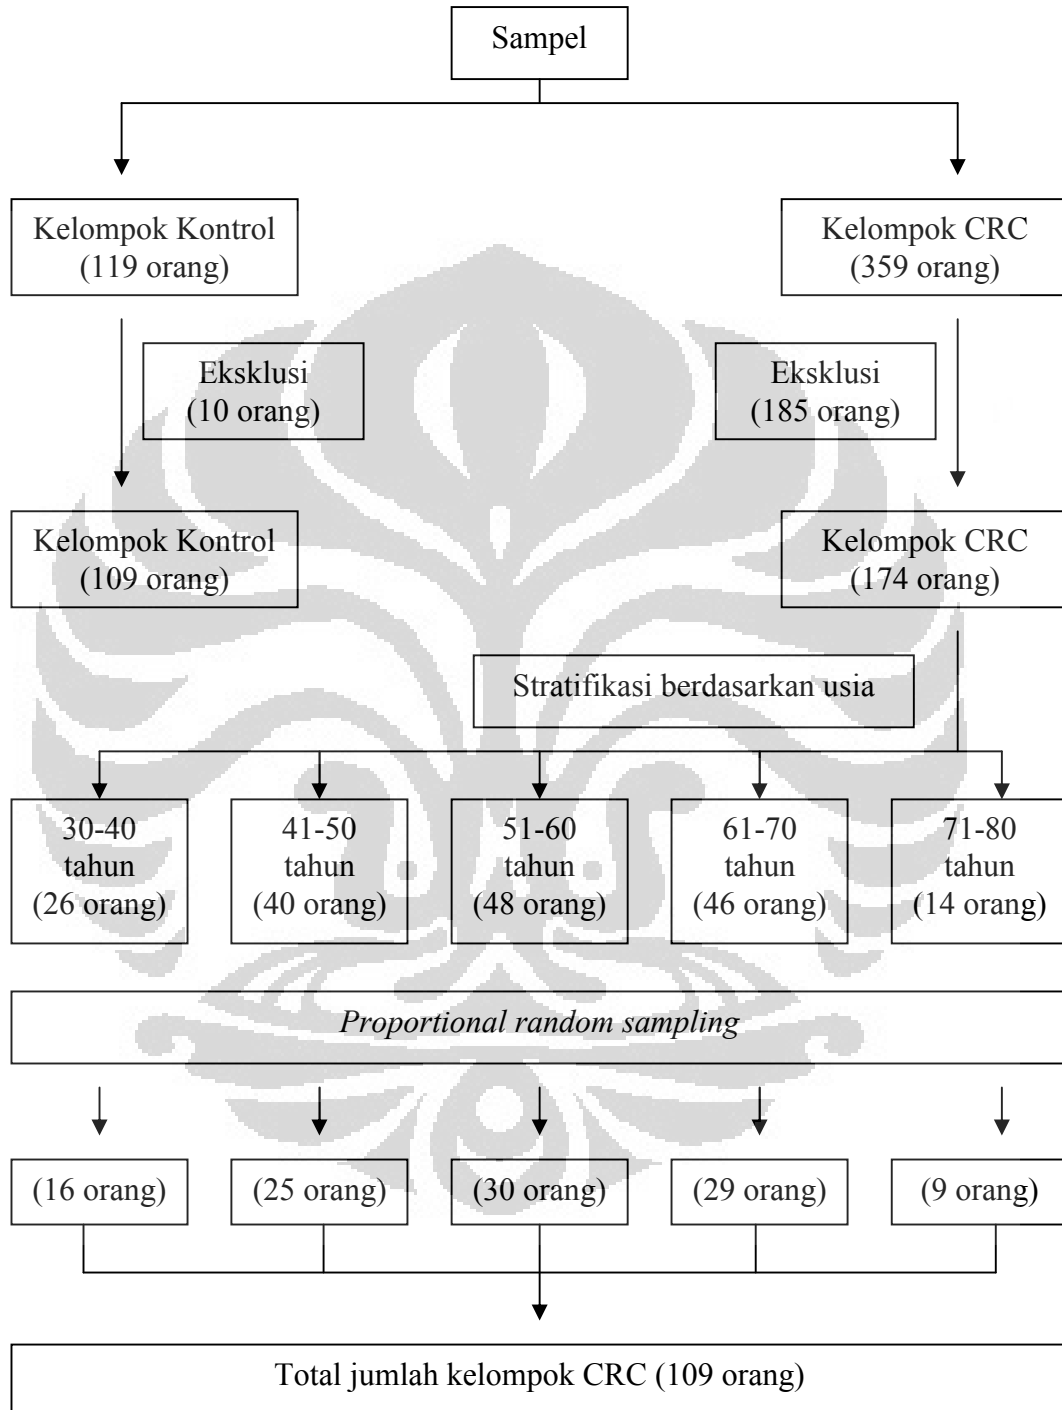 Sampel
Kelompok Kontrol
(119 orang)
Kelompok CRC
(359 orang)
Eksklusi
(10 orang)
Eksklusi
(185 orang)
Kelompok Kontrol
(109 orang)
Kelompok CRC
(174 orang)
Stratifikasi berdasarkan usia
30-40
tahun
(26 orang)
41-50
tahun
(40 orang)
51-60
tahun
(48 orang)
61-70
tahun
(46 orang)
71-80
tahun
(14 orang)
Proportional random sampling
(16 orang)
(25 orang)
(30 orang)
(29 orang)
(9 orang)
Total jumlah kelompok CRC (109 orang)